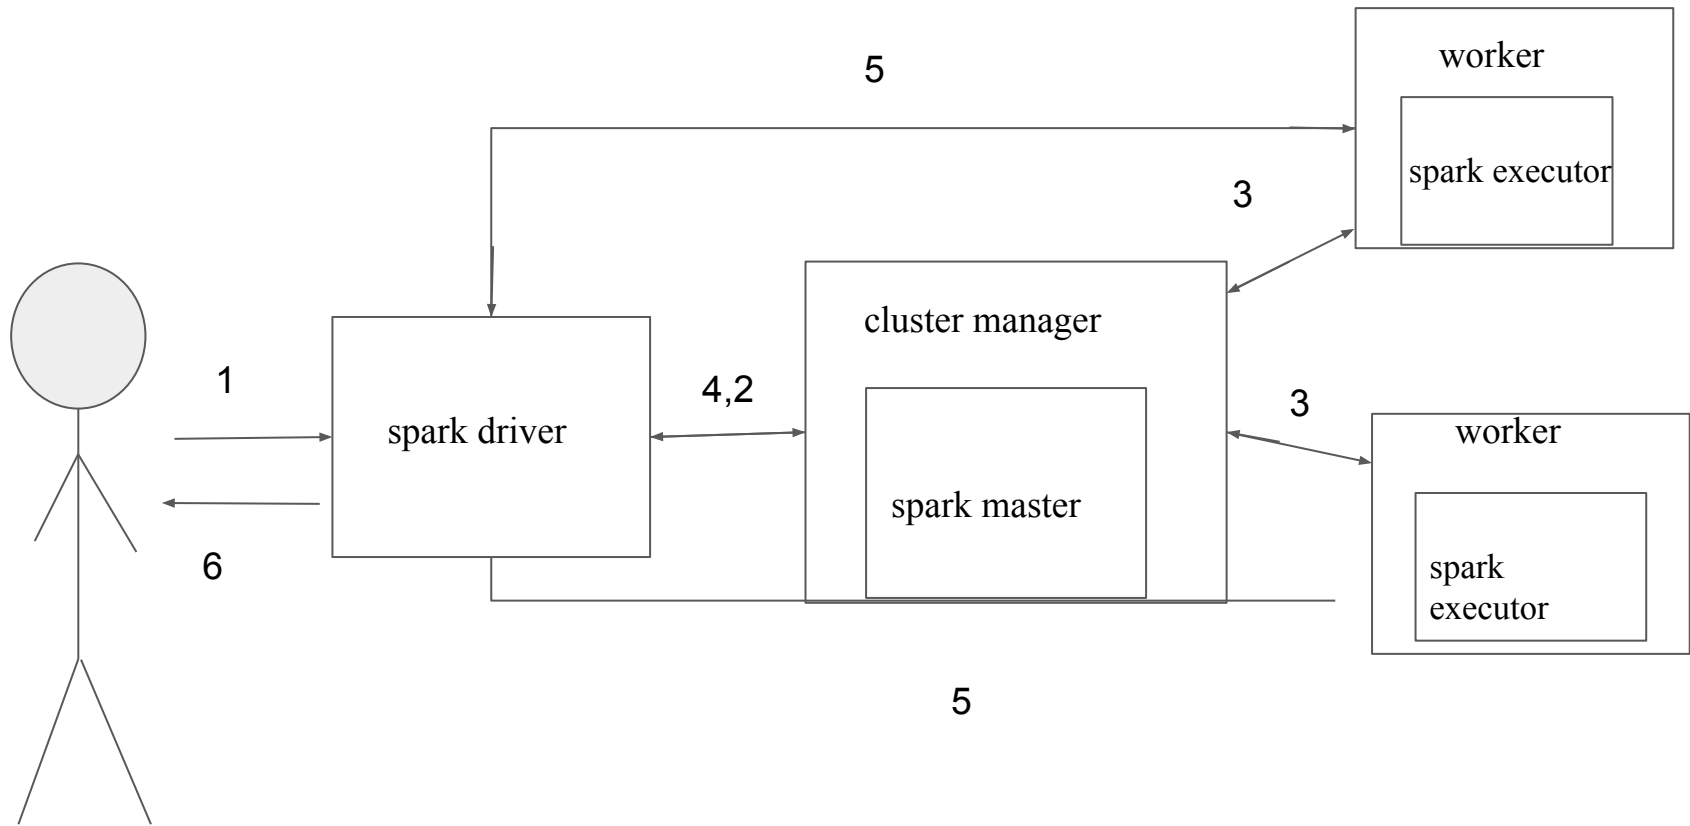 5
worker
spark executor
3
cluster manager
1
4,2
spark driver
3
worker
spark master
6
spark
executor
5